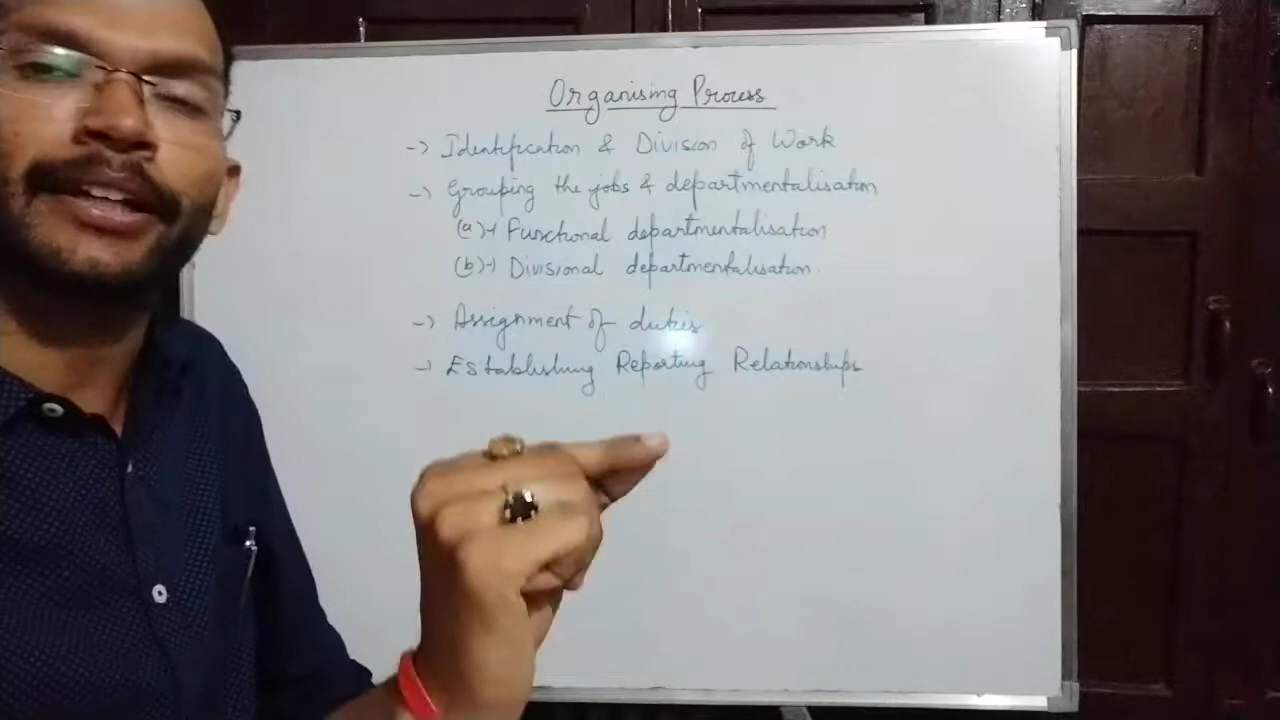 Organising Process
-> Identification & Division of Work
-> Grouping the jobs & departmentalisation
(a)-> Functional departmentalisation
(b)-> Divisional departmentalisation.
-> Assignment of duties
-> Establishing Reporting Relationships